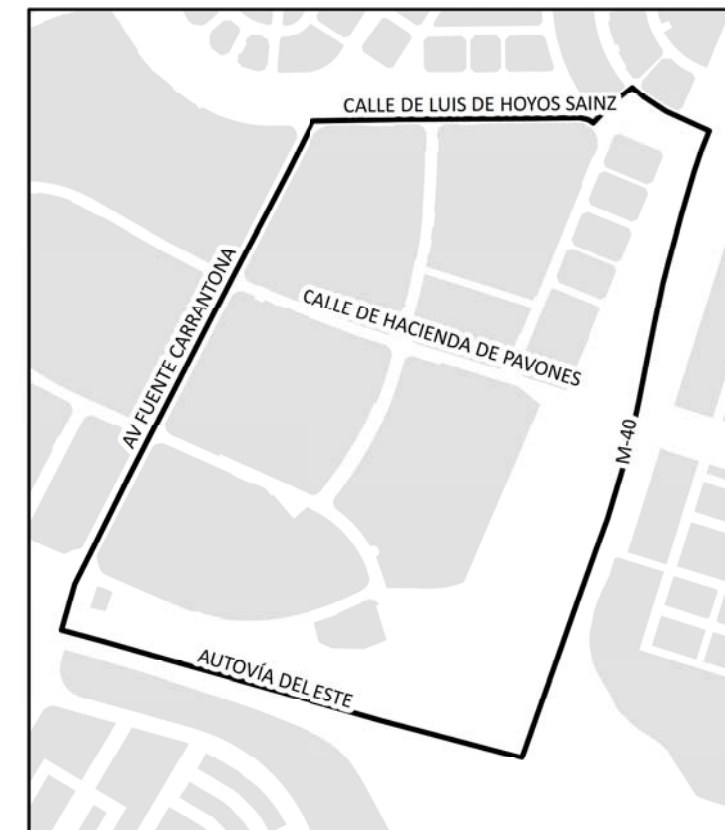 CALLE DE LUIS DE HOYOS SAINZ
AV FUENTE CARRANTONA
CALLE DE HACIENDA DE PAVONES
M-40
AUTOVÍA DEL ESTE